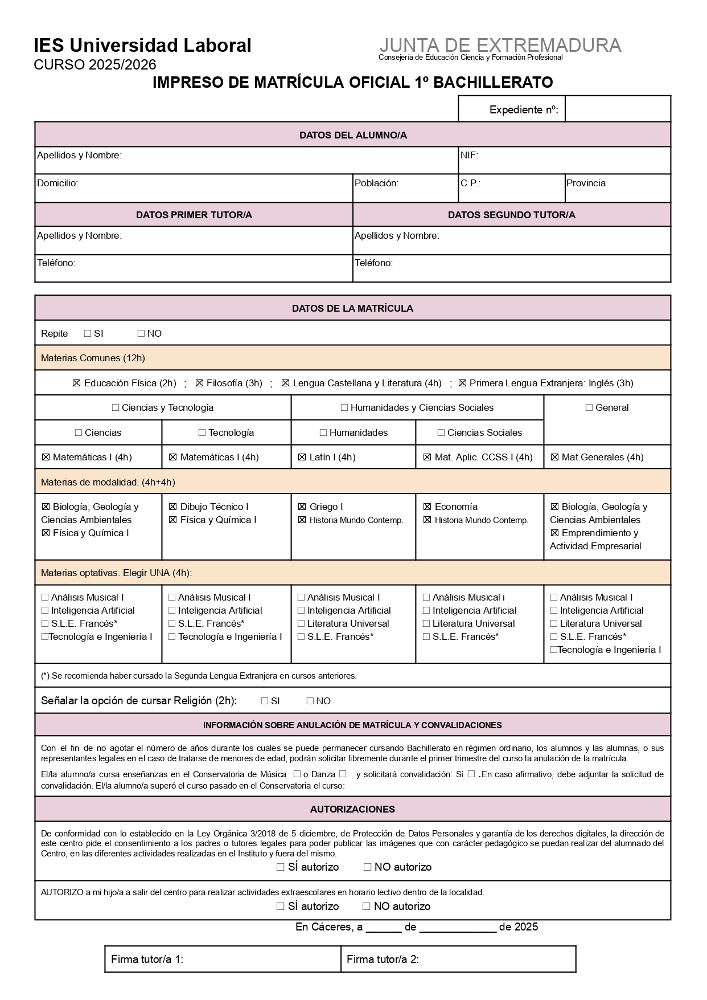 IES Universidad Laboral
JUNTA DE EXTREMADURA
Consejería de Educación Ciencia y Formación Profesional
CURSO 2025/2026
IMPRESO DE MATRÍCULA OFICIAL 1º BACHILLERATO
Expediente nº:
DATOS DEL ALUMNO/A
Apellidos y Nombre: NIF:
Domicilio: Población: C.P.: Provincia
DATOS PRIMER TUTOR/A DATOS SEGUNDO TUTOR/A
Apellidos y Nombre: Apellidos y Nombre:
Teléfono: Teléfono:
DATOS DE LA MATRÍCULA
Repite ☐ SI ☐ NO
Materias Comunes (12h)
☒ Educación Física (2h) ; ☒ Filosofía (3h) ; ☒ Lengua Castellana y Literatura (4h) ; ☒ Primera Lengua Extranjera: Inglés (3h)
☐ Ciencias y Tecnología ☐ Humanidades y Ciencias Sociales ☐ General
☐ Ciencias ☐ Tecnología ☐ Humanidades ☐ Ciencias Sociales
☒ Matemáticas I (4h) ☒ Matemáticas I (4h) ☒ Latín I (4h) ☒ Mat. Aplic. CCSS I (4h) ☒ Mat.Generales (4h)
Materias de modalidad. (4h+4h)
☒ Biología, Geología y
Ciencias Ambientales
☒ Física y Química I
☒ Dibujo Técnico I
☒ Física y Química I
☒ Griego I
☒ Historia Mundo Contemp.
☒ Economía
☒ Historia Mundo Contemp.
☒ Biología, Geología y
Ciencias Ambientales
☒ Emprendimiento y
Actividad Empresarial
Materias optativas. Elegir UNA (4h):
☐ Análisis Musical I
☐ Inteligencia Artificial
☐ S.L.E. Francés*
☐Tecnología e Ingeniería I
☐ Análisis Musical I
☐ Inteligencia Artificial
☐ S.L.E. Francés*
☐ Tecnología e Ingeniería I
☐ Análisis Musical I
☐ Inteligencia Artificial
☐ Literatura Universal
☐ S.L.E. Francés*
☐ Análisis Musical i
☐ Inteligencia Artificial
☐ Literatura Universal
☐ S.L.E. Francés*
☐ Análisis Musical I
☐ Inteligencia Artificial
☐ Literatura Universal
☐ S.L.E. Francés*
☐Tecnología e Ingeniería I
(*) Se recomienda haber cursado la Segunda Lengua Extranjera en cursos anteriores.
Señalar la opción de cursar Religión (2h): ☐ SI ☐ NO
INFORMACIÓN SOBRE ANULACIÓN DE MATRÍCULA Y CONVALIDACIONES
Con el fin de no agotar el número de años durante los cuales se puede permanecer cursando Bachillerato en régimen ordinario, los alumnos y las alumnas, o sus
representantes legales en el caso de tratarse de menores de edad, podrán solicitar libremente durante el primer trimestre del curso la anulación de la matrícula.
El/la alumno/a cursa enseñanzas en el Conservatoria de Música ☐ o Danza ☐ y solicitará convalidación: Sí ☐ .En caso afirmativo, debe adjuntar la solicitud de
convalidación. El/la alumno/a superó el curso pasado en el Conservatoria el curso:
AUTORIZACIONES
De conformidad con lo establecido en la Ley Orgánica 3/2018 de 5 diciembre, de Protección de Datos Personales y garantía de los derechos digitales, la dirección de
este centro pide el consentimiento a los padres o tutores legales para poder publicar las imágenes que con carácter pedagógico se puedan realizar del alumnado del
Centro, en las diferentes actividades realizadas en el Instituto y fuera del mismo.
☐ SÍ autorizo ☐ NO autorizo
AUTORIZO a mi hijo/a a salir del centro para realizar actividades extraescolares en horario lectivo dentro de la localidad.
☐ SÍ autorizo ☐ NO autorizo
En Cáceres, a ______ de _____________ de 2025
Firma tutor/a 1: Firma tutor/a 2: